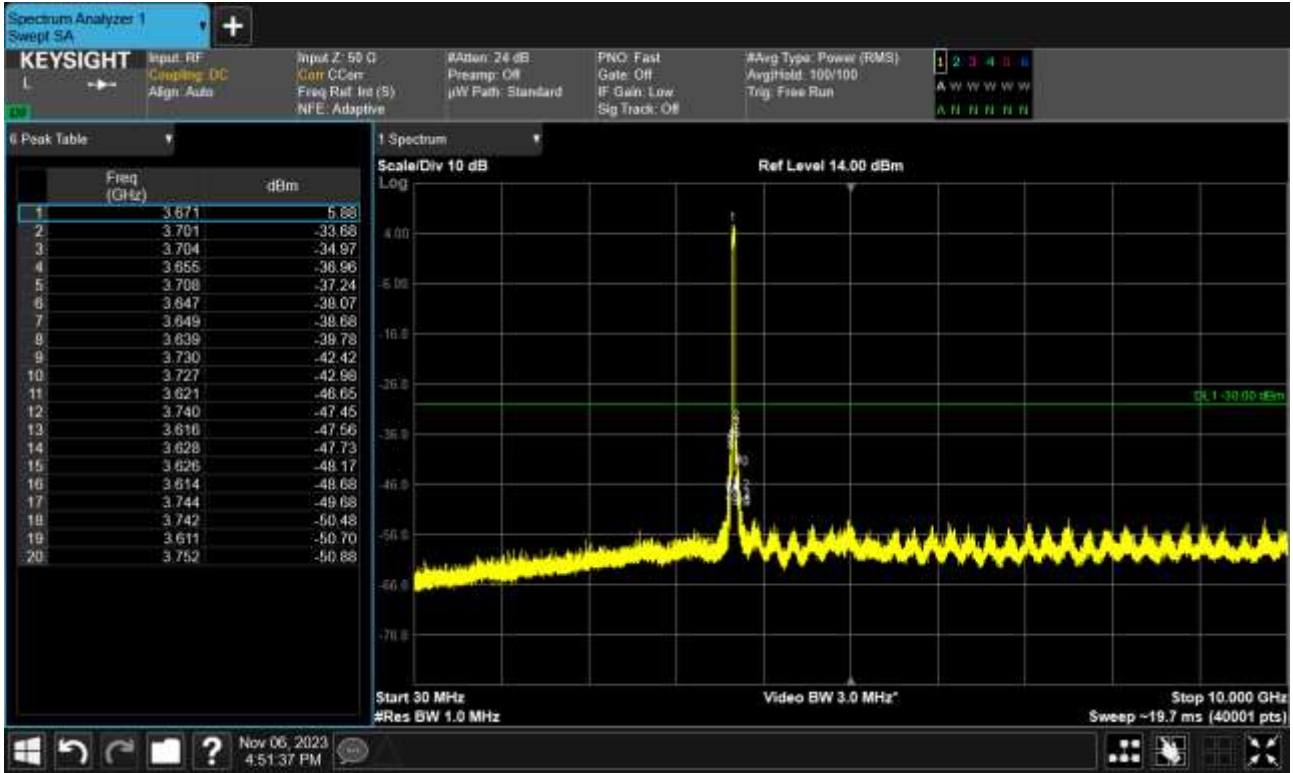 Spectrum Analyzer 1
Swept SA
+
KEYSIGHT
L
Input: RF
Coupling: DC
Align: Auto
Input Z: 50 Ω
Corr CCorr
Freq Ref: Int (S)
NFE: Adaptive
#Atten: 24 dB
Preamp: Off
µW Path: Standard
PNO: Fast
Gate: Off
IF Gain: Low
Sig Track: Off
#Avg Type: Power (RMS)
Avg|Hold: 100/100
Trig: Free Run
1 2 3 4 5 6
A W W W W W
A N N N N N
6 Peak Table
Freq (GHz) dBm
1 3.671 5.88
2 3.701 -33.68
3 3.704 -34.97
4 3.655 -36.96
5 3.708 -37.24
6 3.647 -38.07
7 3.649 -38.68
8 3.639 -39.78
9 3.730 -42.42
10 3.727 -42.98
11 3.621 -46.65
12 3.740 -47.45
13 3.616 -47.56
14 3.628 -47.73
15 3.626 -48.17
16 3.614 -48.68
17 3.744 -49.68
18 3.742 -50.48
19 3.611 -50.70
20 3.752 -50.88
1 Spectrum
Scale/Div 10 dB
Ref Level 14.00 dBm
Log
1
4.00
-6.00
-16.0
-26.0
DL1 -30.00 dBm
-36.0
-46.0
-56.0
-66.0
-76.0
Start 30 MHz
Video BW 3.0 MHz*
Stop 10.000 GHz
#Res BW 1.0 MHz
Sweep ~19.7 ms (40001 pts)
?
Nov 06, 2023
4:51:37 PM